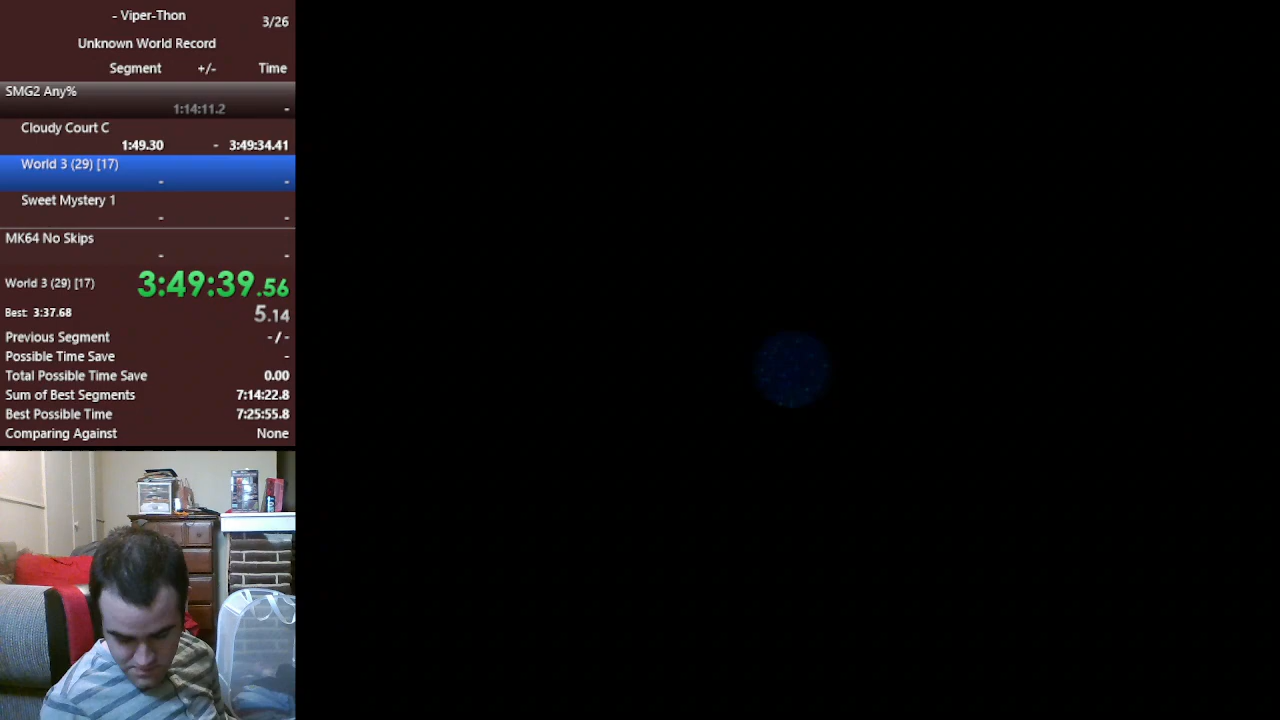 - Viper-Thon
3/26
Unknown World Record
Segment +/- Time
SMG2 Any%
1:14:11.2 -
Cloudy Court C
1:49.30 - 3:49:34.41
World 3 (29) [17]
- -
Sweet Mystery 1
- -
MK64 No Skips
- -
World 3 (29) [17] 3:49:39.56
Best: 3:37.68 5.14
Previous Segment - / -
Possible Time Save -
Total Possible Time Save 0.00
Sum of Best Segments 7:14:22.8
Best Possible Time 7:25:55.8
Comparing Against None